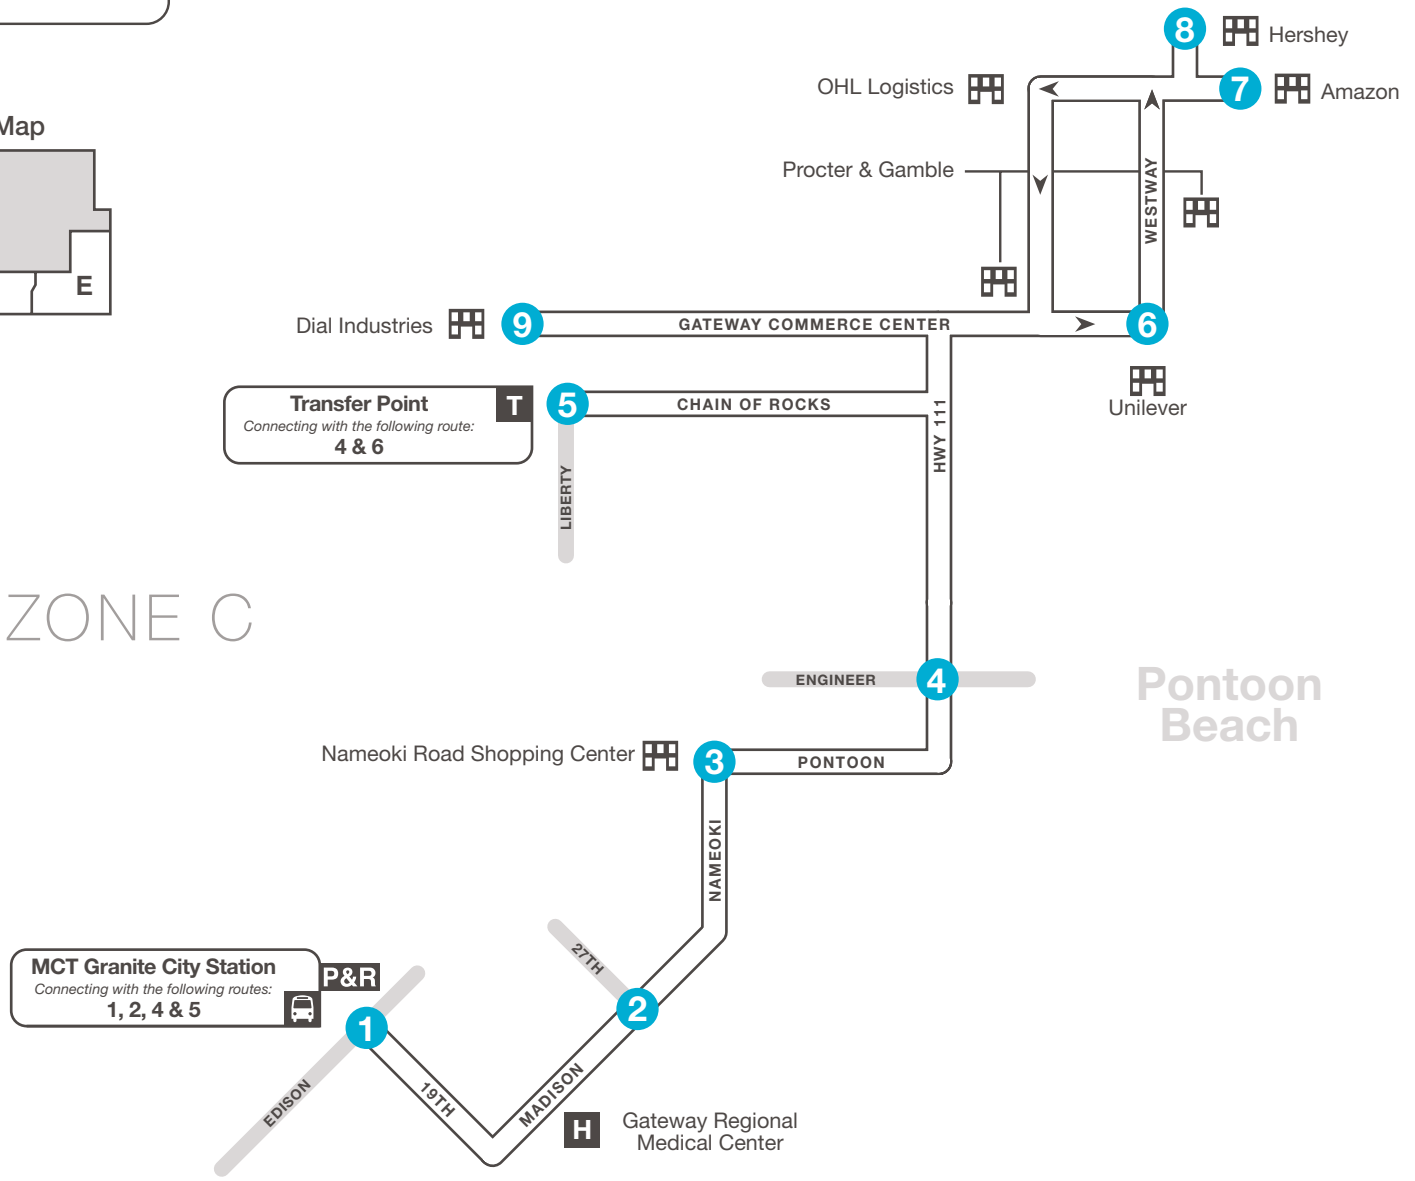 8
Hershey
OHL Logistics
7
Amazon
Map
Procter & Gamble
WESTWAY
E
Dial Industries
9
GATEWAY COMMERCE CENTER
6
Unilever
Transfer Point
T
Connecting with the following route:
4 & 6
5
CHAIN OF ROCKS
HWY 111
LIBERTY
ZONE C
ENGINEER
4
Pontoon
Beach
Nameoki Road Shopping Center
3
PONTOON
NAMEOKI
27TH
MCT Granite City Station
Connecting with the following routes:
1, 2, 4 & 5
P&R
1
2
EDISON
19TH
MADISON
H
Gateway Regional
Medical Center